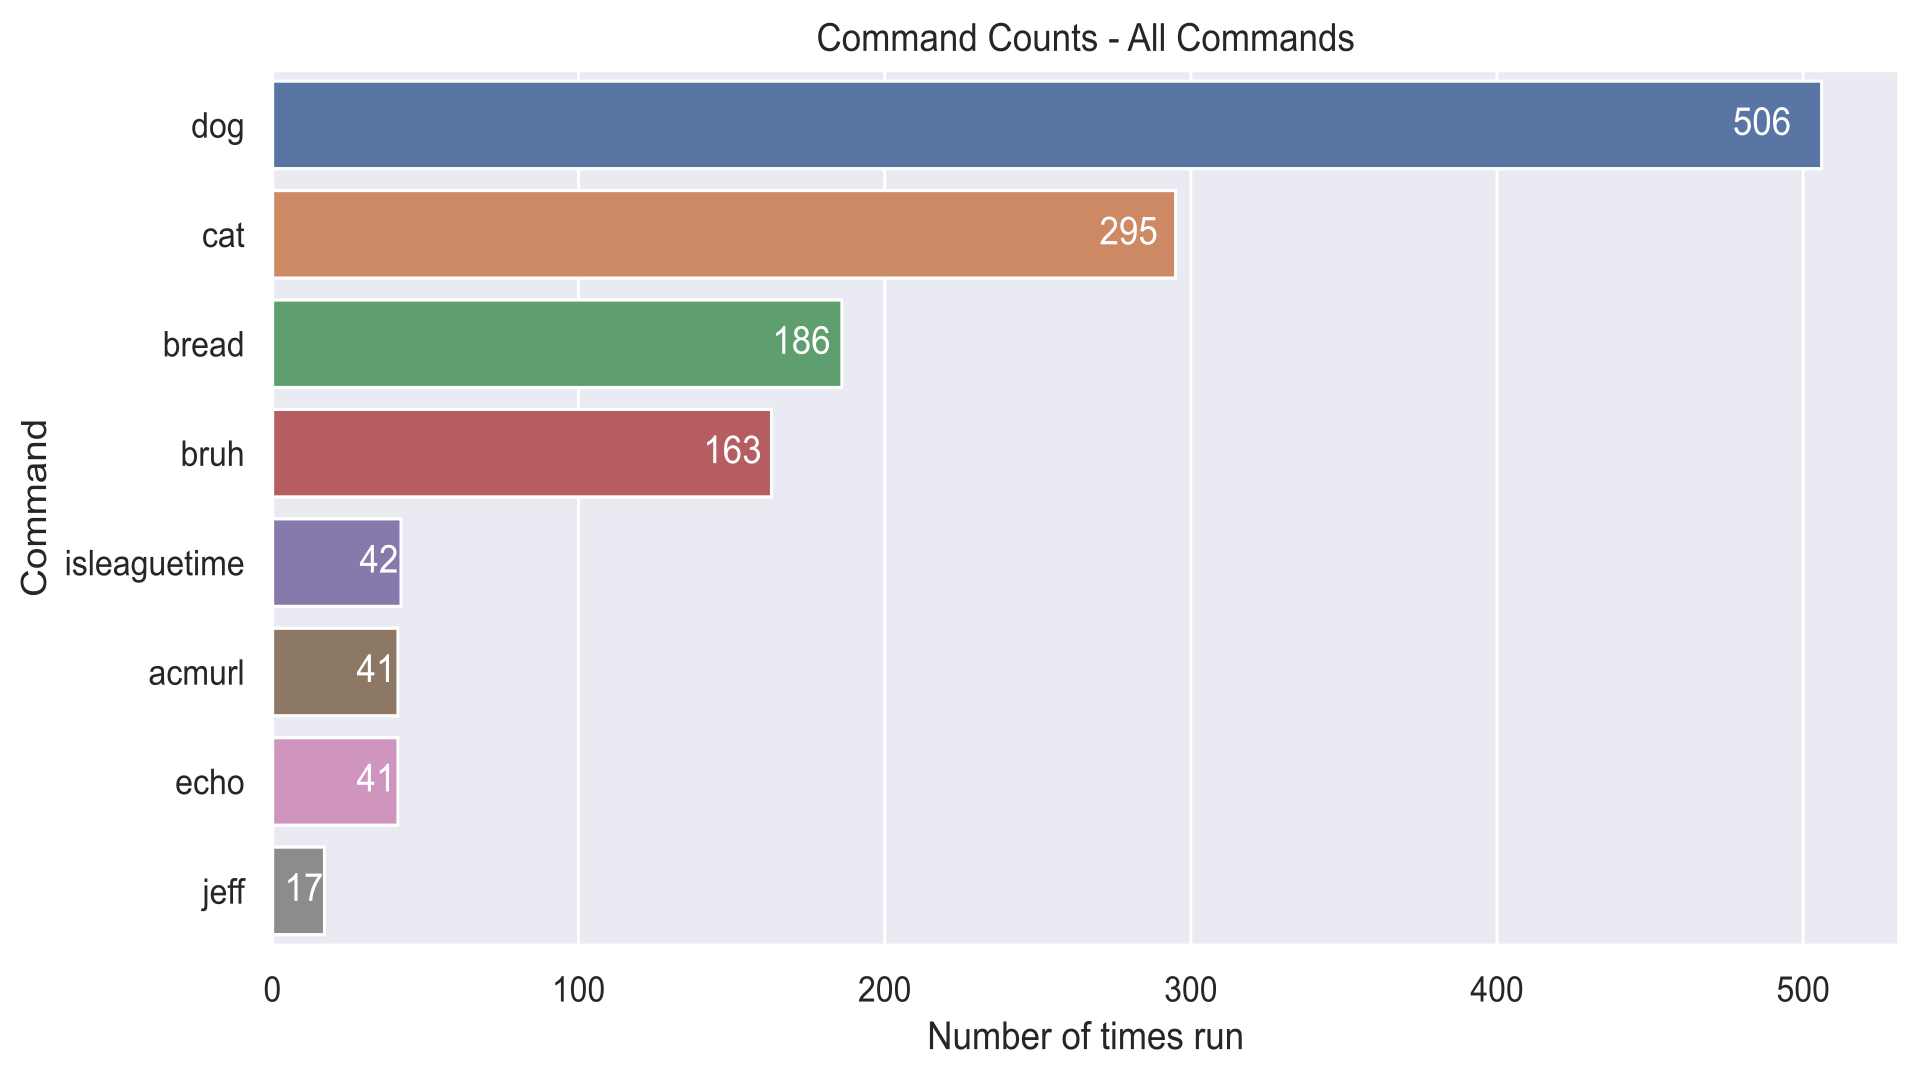 Command Counts - All Commands
dog 506
cat 295
bread 186
bruh 163
isleaguetime 42
acmurl 41
echo 41
jeff 17
Command
0 100 200 300 400 500
Number of times run